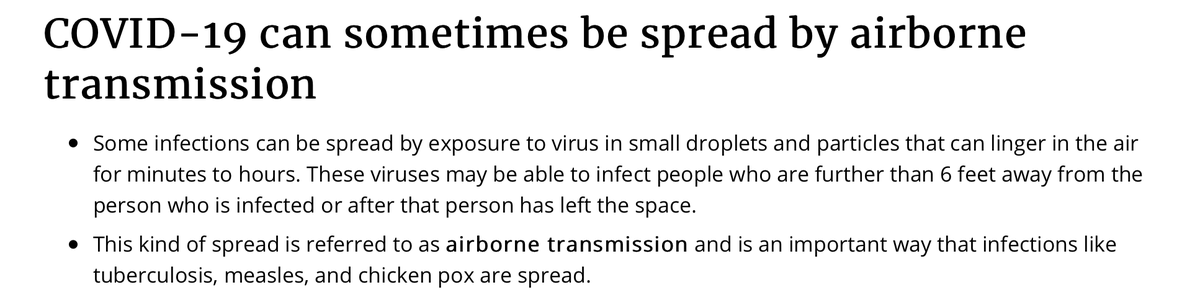 COVID-19 can sometimes be spread by airborne
transmission
• Some infections can be spread by exposure to virus in small droplets and particles that can linger in the air
for minutes to hours. These viruses may be able to infect people who are further than 6 feet away from the
person who is infected or after that person has left the space.
• This kind of spread is referred to as airborne transmission and is an important way that infections like
tuberculosis, measles, and chicken pox are spread.